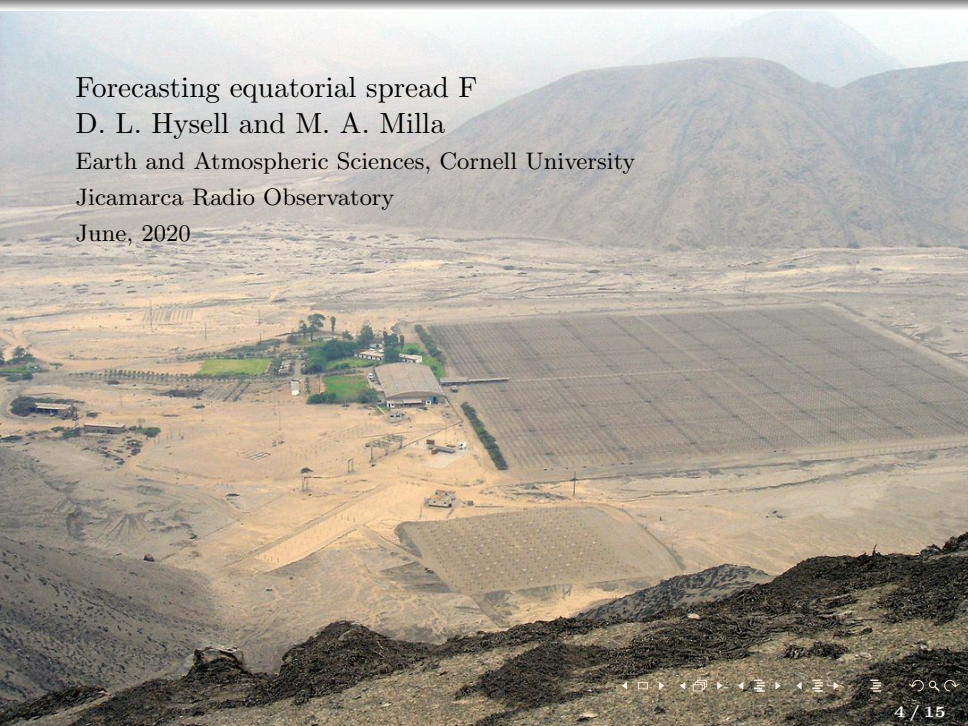 Forecasting equatorial spread F
D. L. Hysell and M. A. Milla
Earth and Atmospheric Sciences, Cornell University
Jicamarca Radio Observatory
June, 2020
4 / 15